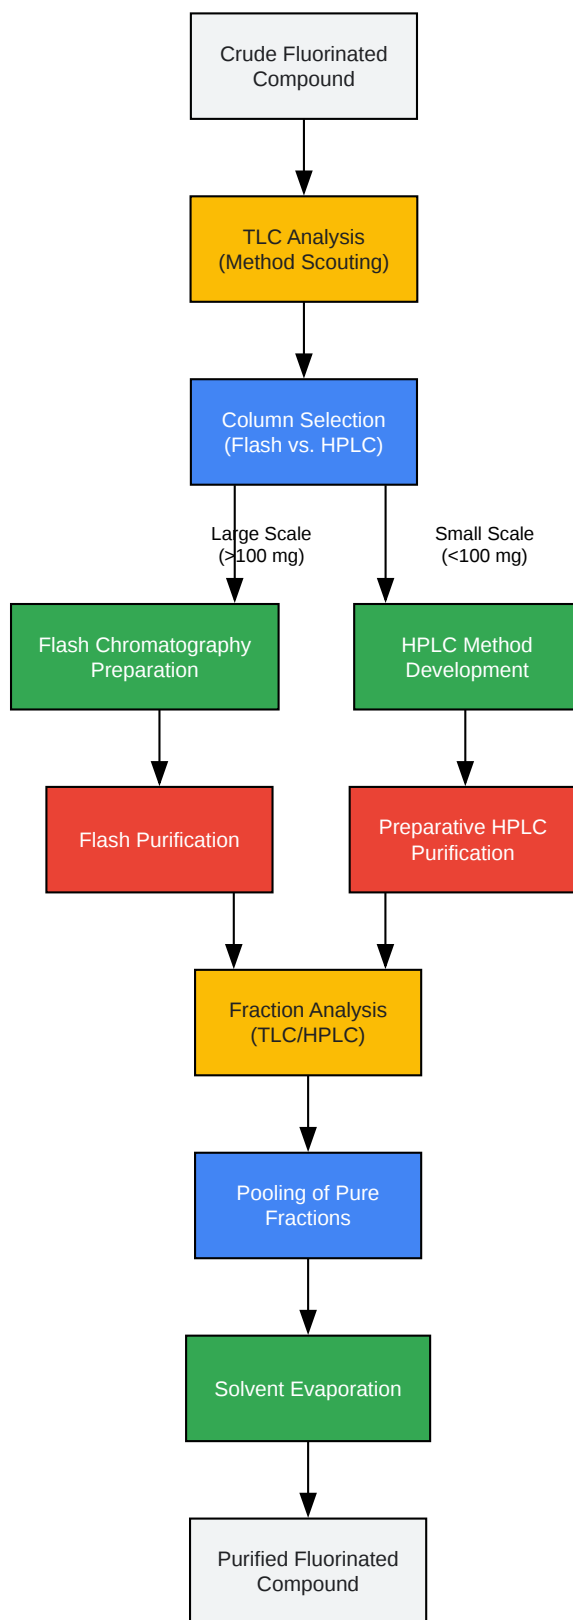 Crude Fluorinated
Compound
TLC Analysis
(Method Scouting)
Column Selection
(Flash vs. HPLC)
Large Scale
(>100 mg)
Small Scale
(<100 mg)
Flash Chromatography
Preparation
HPLC Method
Development
Flash Purification
Preparative HPLC
Purification
Fraction Analysis
(TLC/HPLC)
Pooling of Pure
Fractions
Solvent Evaporation
Purified Fluorinated
Compound